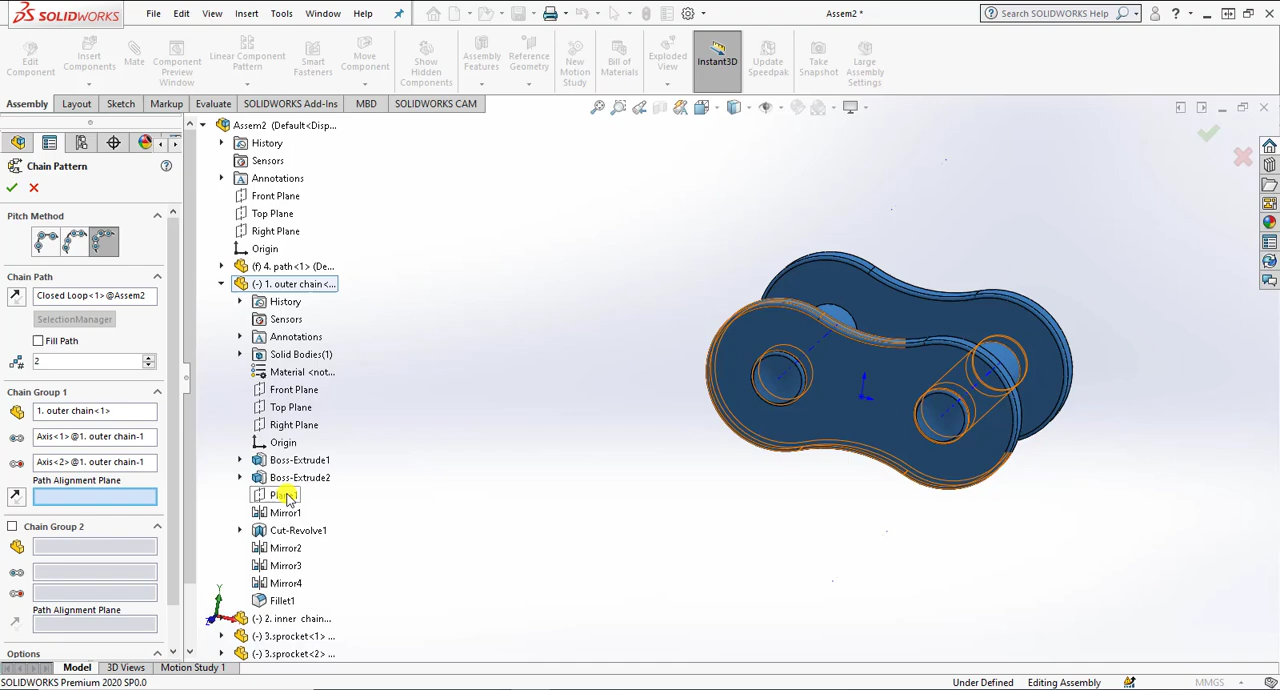 SOLIDWORKS
File Edit View Insert Tools Window Help
Assem2 *
Search SOLIDWORKS Help
Edit Component
Insert Components
Mate
Component Preview Window
Linear Component Pattern
Smart Fasteners
Move Component
Show Hidden Components
Assembly Features
Reference Geometry
New Motion Study
Bill of Materials
Exploded View
Instant3D
Update Speedpak
Take Snapshot
Large Assembly Settings
Assembly Layout Sketch Markup Evaluate SOLIDWORKS Add-Ins MBD SOLIDWORKS CAM
Chain Pattern
Pitch Method
Chain Path
Closed Loop<1>@Assem2
SelectionManager
Fill Path
2
Chain Group 1
1. outer chain<1>
Axis<1>@1. outer chain-1
Axis<2>@1. outer chain-1
Path Alignment Plane
Chain Group 2
Path Alignment Plane
Options
Assem2 (Default<Disp...
History
Sensors
Annotations
Front Plane
Top Plane
Right Plane
Origin
(f) 4. path<1> (De...
(-) 1. outer chain<...
History
Sensors
Annotations
Solid Bodies(1)
Material <not...
Front Plane
Top Plane
Right Plane
Origin
Boss-Extrude1
Boss-Extrude2
Mirror1
Cut-Revolve1
Mirror2
Mirror3
Mirror4
Fillet1
(-) 2. inner chain...
(-) 3.sprocket<1> ...
(-) 3.sprocket<2> ...
Y
Z
Model 3D Views Motion Study 1
SOLIDWORKS Premium 2020 SP0.0
Under Defined Editing Assembly MMGS